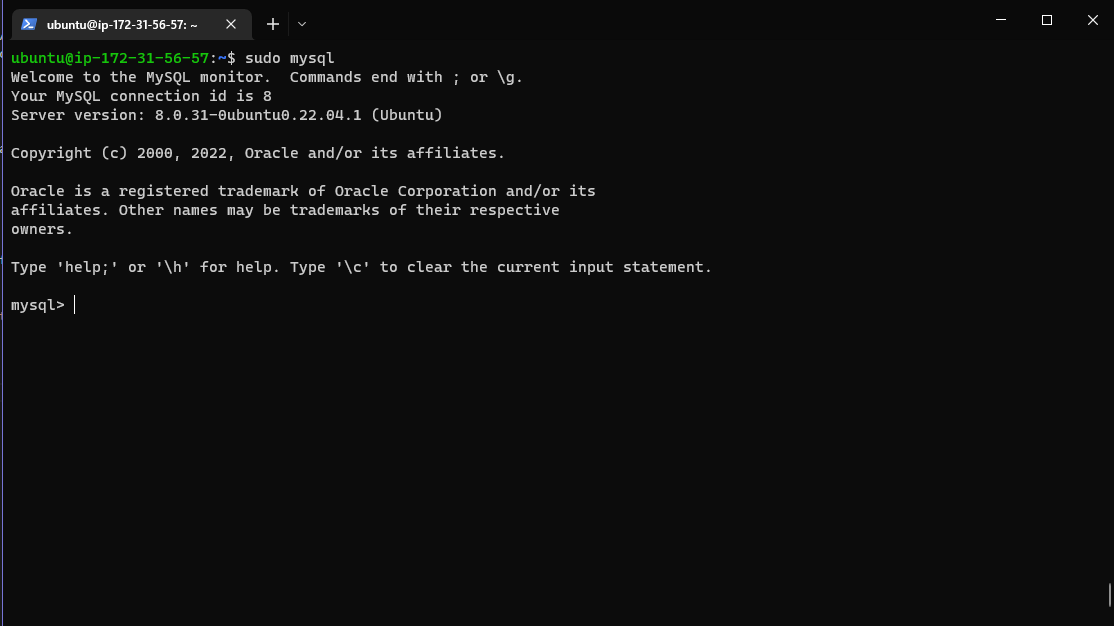 ubuntu@ip-172-31-56-57: ~
ubuntu@ip-172-31-56-57:~$ sudo mysql
Welcome to the MySQL monitor.  Commands end with ; or \g.
Your MySQL connection id is 8
Server version: 8.0.31-0ubuntu0.22.04.1 (Ubuntu)
Copyright (c) 2000, 2022, Oracle and/or its affiliates.
Oracle is a registered trademark of Oracle Corporation and/or its
affiliates. Other names may be trademarks of their respective
owners.
Type 'help;' or '\h' for help. Type '\c' to clear the current input statement.
mysql>